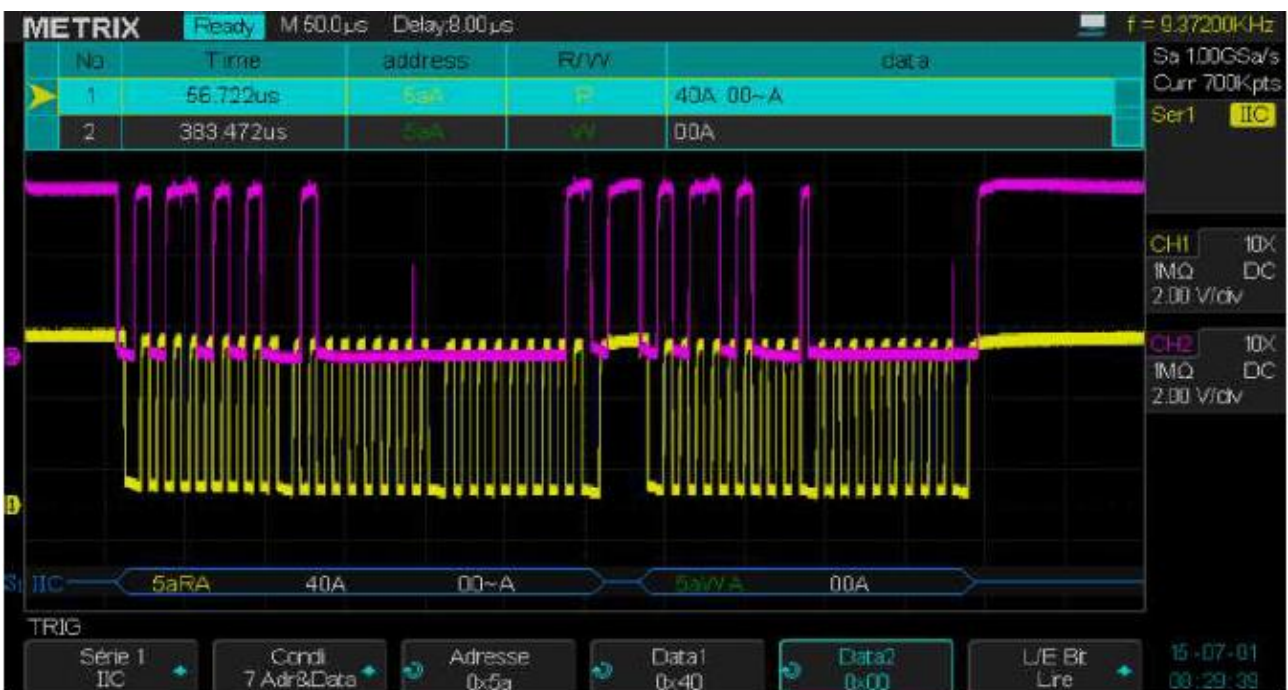 METRIX Ready M 50.0µs Delay:8.00µs f = 9.37200KHz
Sa 1.00GSa/s
Curr 700Kpts
Ser1 IIC
No Time address R/W data
1 56.722us 5aA R 40A 00~A
2 383.472us 5aA W 00A
CH1 10X
1MΩ DC
2.00 V/div
CH2 10X
1MΩ DC
2.00 V/div
IIC 5aRA 40A 00~A 5aWA 00A
TRIG
Série 1 Condi Adresse Data1 Data2 L/E Bit
IIC 7 Adr&Data 0x5a 0x40 0x00 Lire
15-07-01
08:29:39